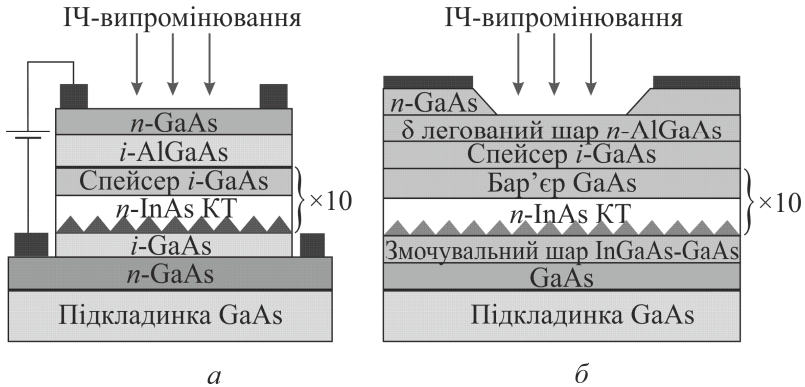 ІЧ-випромінювання
n-GaAs
i-AlGaAs
Спейсер i-GaAs
n-InAs КТ
×10
i-GaAs
n-GaAs
Підкладинка GaAs
а
ІЧ-випромінювання
n-GaAs
δ легований шар n-AlGaAs
Спейсер i-GaAs
Бар’єр GaAs
n-InAs КТ
×10
Змочувальний шар InGaAs-GaAs
GaAs
Підкладинка GaAs
б